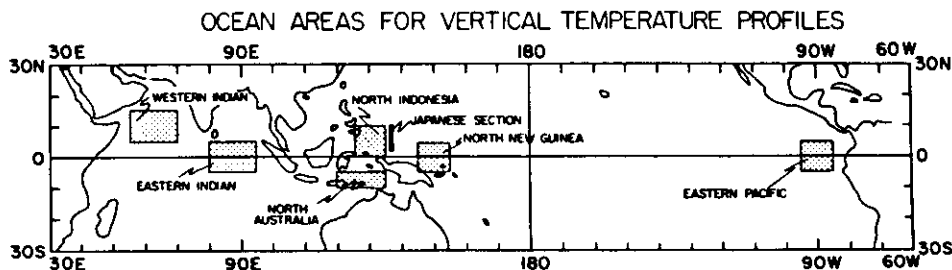 OCEAN AREAS FOR VERTICAL TEMPERATURE PROFILES
30E 90E 180 90W 60W
30N 30N
WESTERN INDIAN
NORTH INDONESIA
JAPANESE SECTION
NORTH NEW GUINEA
0 0
EASTERN INDIAN
EASTERN PACIFIC
NORTH
AUSTRALIA
30S 30S
30E 90E 180 90W 60W